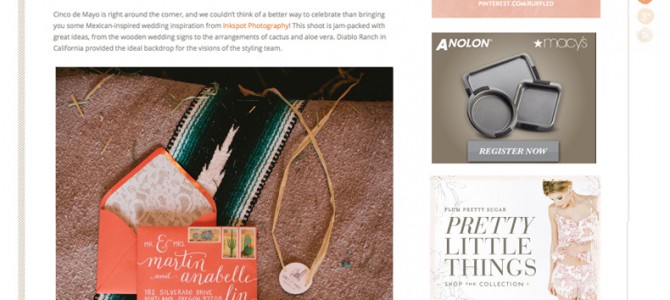 PINTEREST.COM/RUFFLED
Cinco de Mayo is right around the corner, and we couldn't think of a better way to celebrate than bringing
you some Mexican-inspired wedding inspiration from Inkspot Photography! This shoot is jam-packed with
great ideas, from the wooden wedding signs to the arrangements of cactus and aloe vera. Diablo Ranch in
California provided the ideal backdrop for the visions of the styling team.
ANOLON
macy's
REGISTER NOW
MR. & MRS.
martin
and anabelle
lin
182 SILVERADO DRIVE
PLUM PRETTY SUGAR
PRETTY
LITTLE
THINGS
SHOP THE COLLECTION